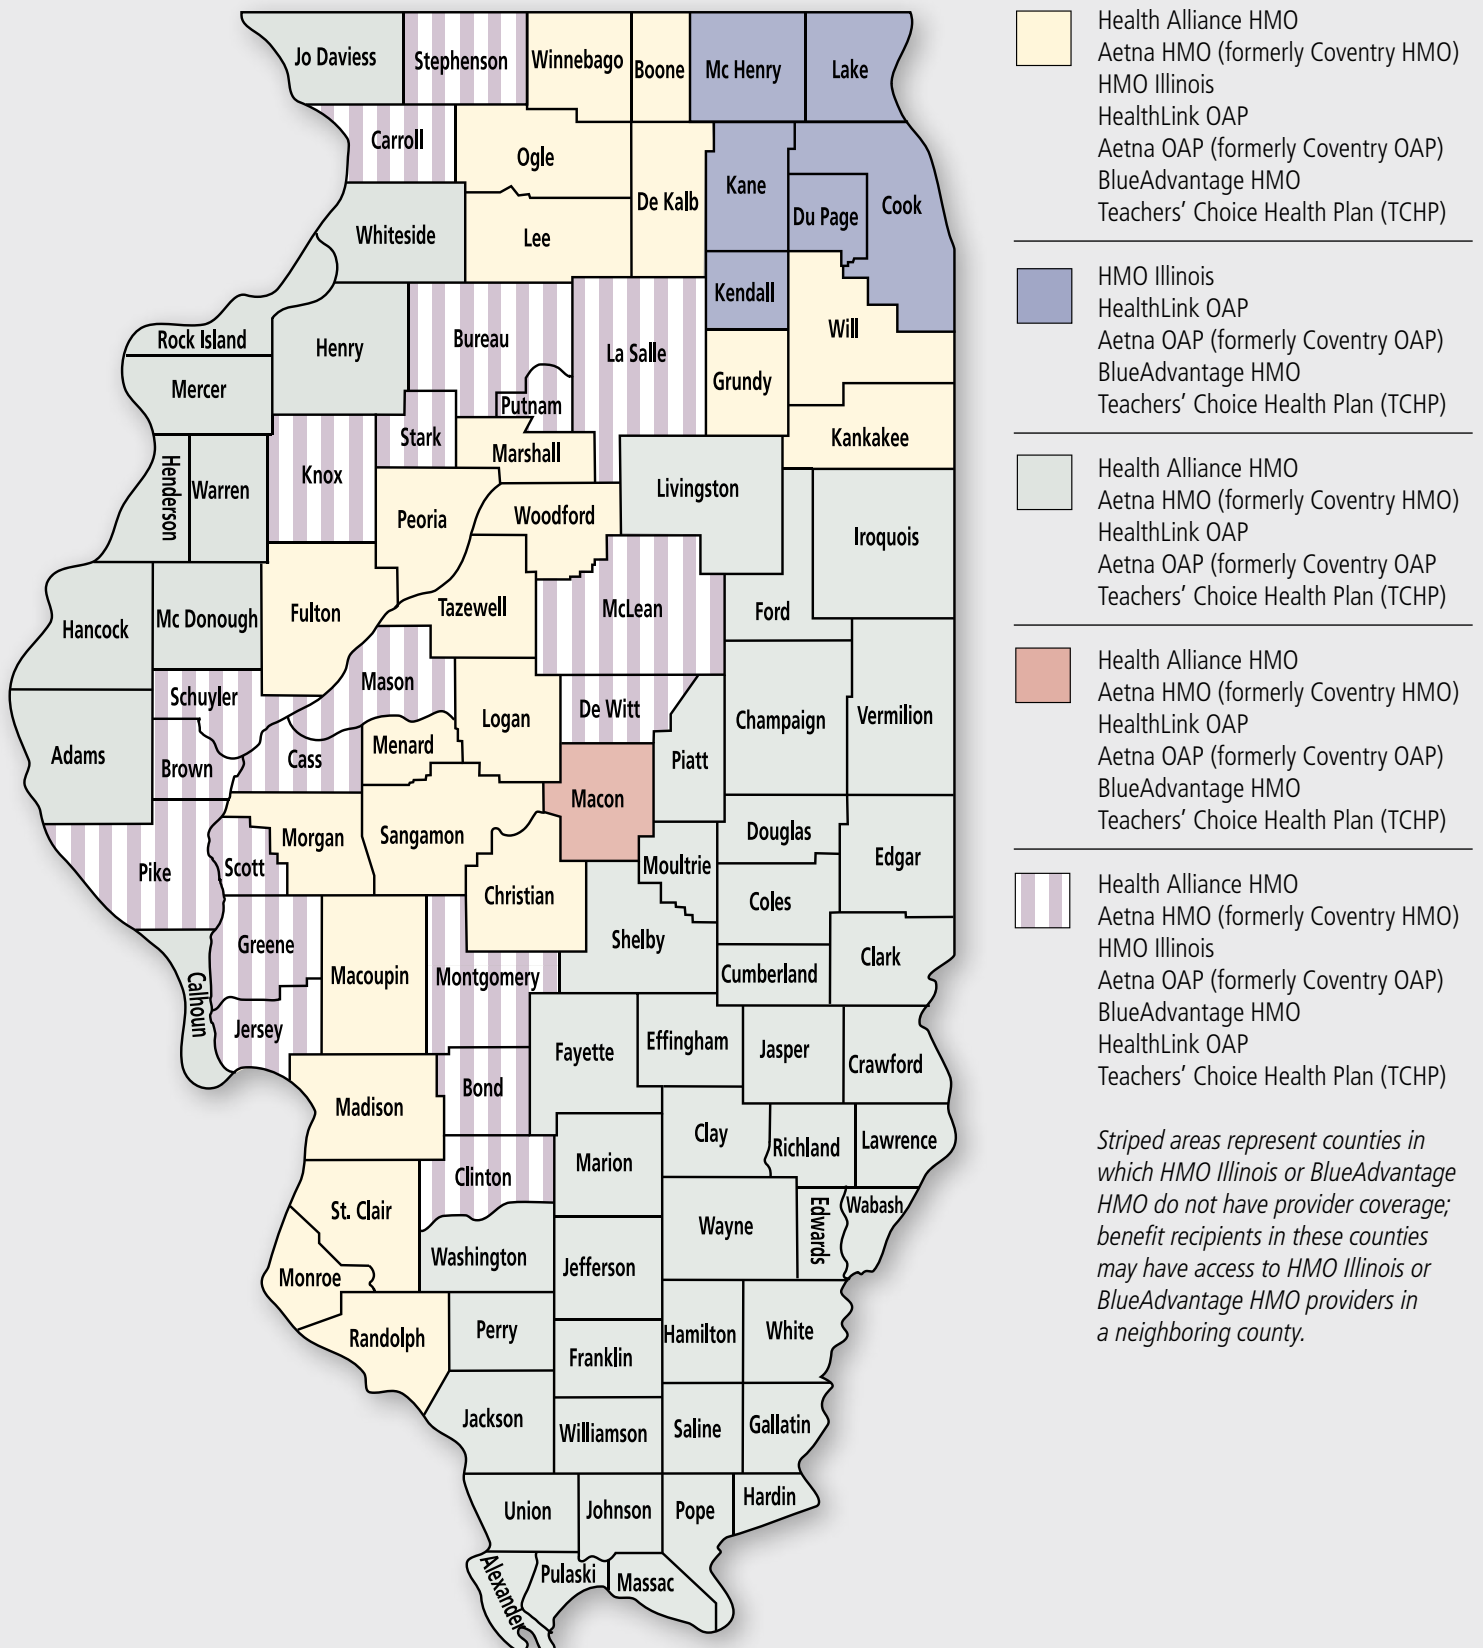 Jo Daviess
Stephenson
Winnebago
Boone
Mc Henry
Lake
Carroll
Ogle
De Kalb
Kane
Du Page
Cook
Whiteside
Lee
Kendall
Will
Rock Island
Henry
Bureau
La Salle
Grundy
Mercer
Putnam
Kankakee
Stark
Marshall
Henderson
Warren
Knox
Peoria
Woodford
Livingston
Iroquois
Hancock
Mc Donough
Fulton
Tazewell
McLean
Ford
Schuyler
Mason
Logan
De Witt
Champaign
Vermilion
Adams
Brown
Cass
Menard
Piatt
Macon
Pike
Scott
Morgan
Sangamon
Christian
Moultrie
Douglas
Edgar
Coles
Shelby
Greene
Macoupin
Montgomery
Cumberland
Clark
Calhoun
Jersey
Fayette
Effingham
Jasper
Crawford
Madison
Bond
Clay
Richland
Lawrence
Clinton
Marion
St. Clair
Wayne
Edwards
Wabash
Washington
Jefferson
Monroe
Randolph
Perry
Franklin
Hamilton
White
Jackson
Williamson
Saline
Gallatin
Union
Johnson
Pope
Hardin
Alexander
Pulaski
Massac
Health Alliance HMO
Aetna HMO (formerly Coventry HMO)
HMO Illinois
HealthLink OAP
Aetna OAP (formerly Coventry OAP)
BlueAdvantage HMO
Teachers’ Choice Health Plan (TCHP)
HMO Illinois
HealthLink OAP
Aetna OAP (formerly Coventry OAP)
BlueAdvantage HMO
Teachers’ Choice Health Plan (TCHP)
Health Alliance HMO
Aetna HMO (formerly Coventry HMO)
HealthLink OAP
Aetna OAP (formerly Coventry OAP
Teachers’ Choice Health Plan (TCHP)
Health Alliance HMO
Aetna HMO (formerly Coventry HMO)
HealthLink OAP
Aetna OAP (formerly Coventry OAP)
BlueAdvantage HMO
Teachers’ Choice Health Plan (TCHP)
Health Alliance HMO
Aetna HMO (formerly Coventry HMO)
HMO Illinois
Aetna OAP (formerly Coventry OAP)
BlueAdvantage HMO
HealthLink OAP
Teachers’ Choice Health Plan (TCHP)
Striped areas represent counties in
which HMO Illinois or BlueAdvantage
HMO do not have provider coverage;
benefit recipients in these counties
may have access to HMO Illinois or
BlueAdvantage HMO providers in
a neighboring county.